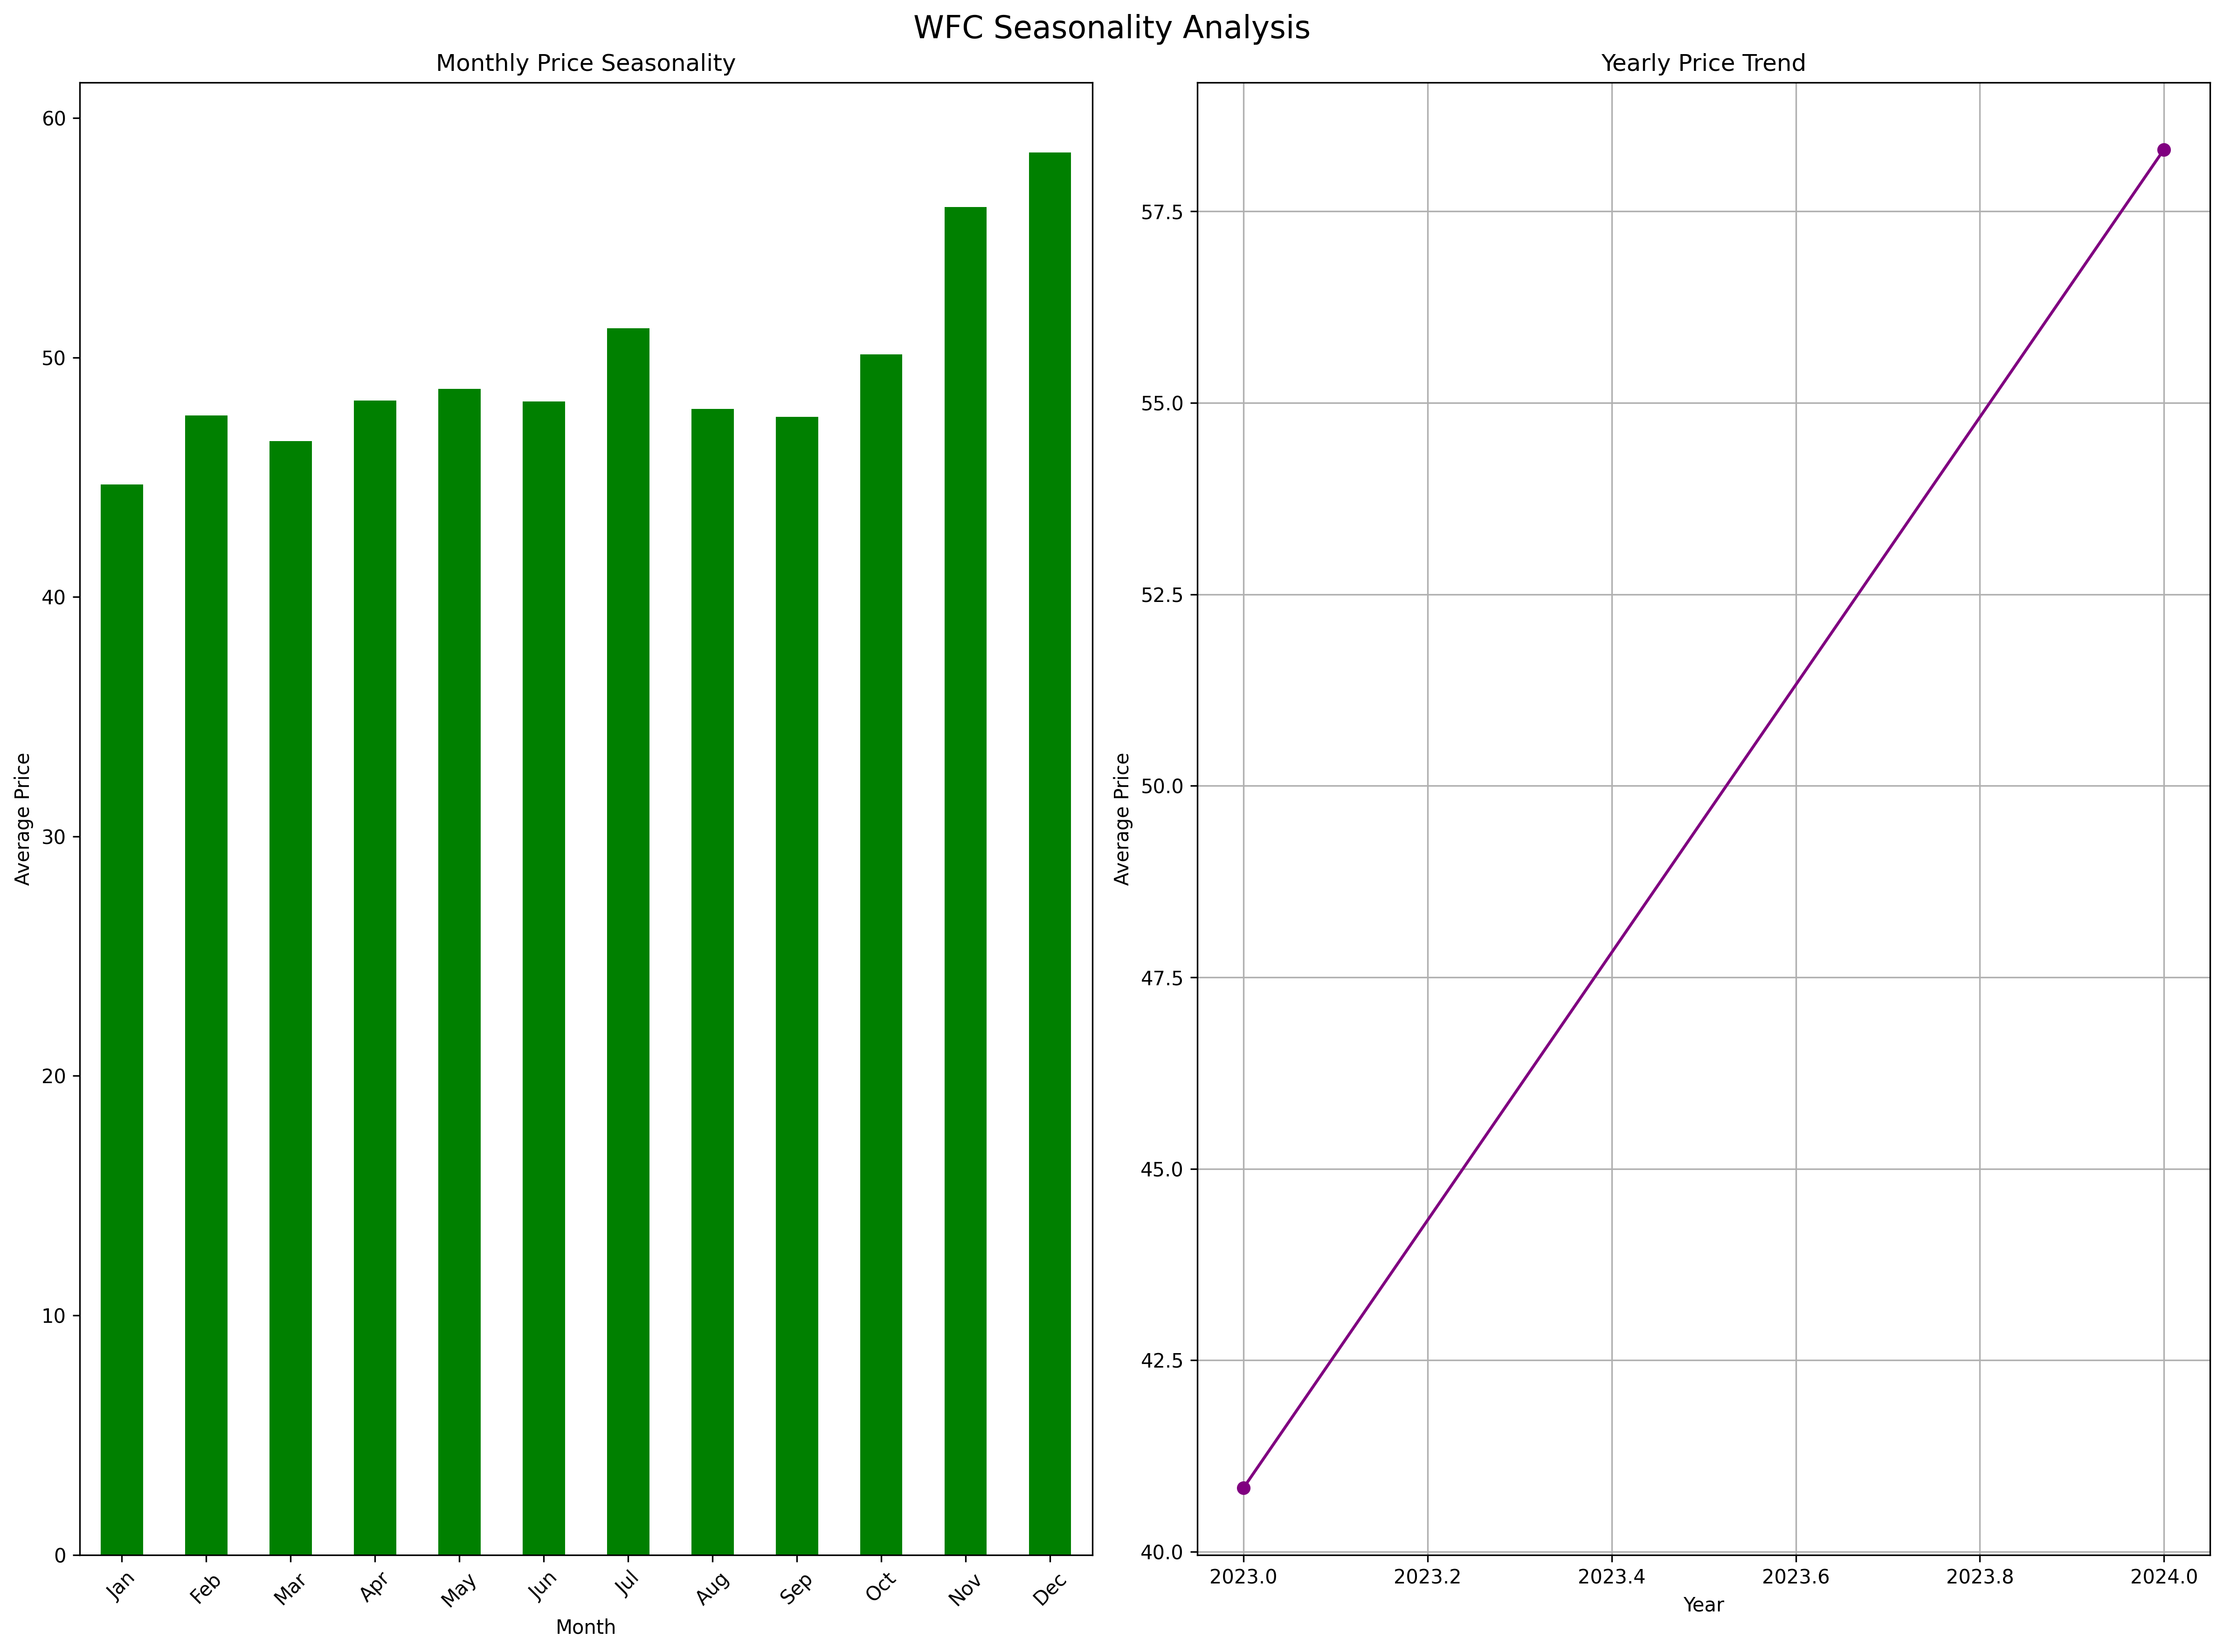 WFC Seasonality Analysis
Monthly Price Seasonality
Average Price
60
50
40
30
20
10
0
Jan
Feb
Mar
Apr
May
Jun
Jul
Aug
Sep
Oct
Nov
Dec
Month
Yearly Price Trend
Average Price
57.5
55.0
52.5
50.0
47.5
45.0
42.5
40.0
2023.0
2023.2
2023.4
2023.6
2023.8
2024.0
Year